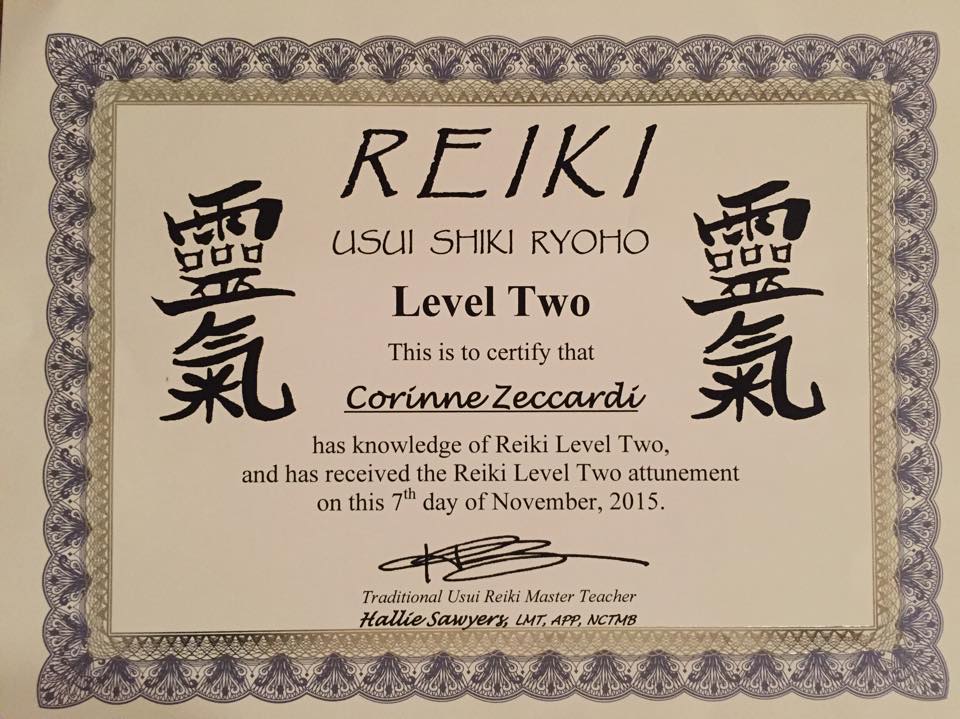 REIKI
USUI SHIKI RYOHO
靈氣
靈氣
Level Two
This is to certify that
Corinne Zeccardi
has knowledge of Reiki Level Two,
and has received the Reiki Level Two attunement
on this 7th day of November, 2015.
Traditional Usui Reiki Master Teacher
Hallie Sawyers, LMT, APP, NCTMB